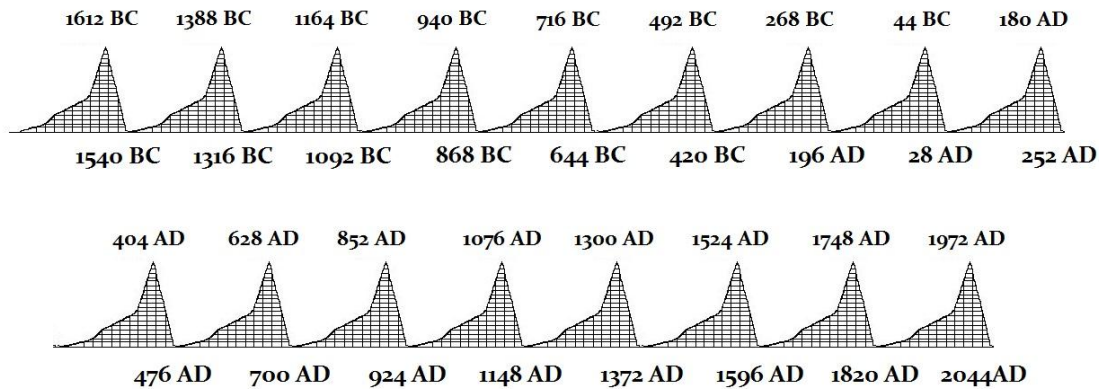 1612 BC 1388 BC 1164 BC 940 BC 716 BC 492 BC 268 BC 44 BC 180 AD
1540 BC 1316 BC 1092 BC 868 BC 644 BC 420 BC 196 AD 28 AD 252 AD
404 AD 628 AD 852 AD 1076 AD 1300 AD 1524 AD 1748 AD 1972 AD
476 AD 700 AD 924 AD 1148 AD 1372 AD 1596 AD 1820 AD 2044AD